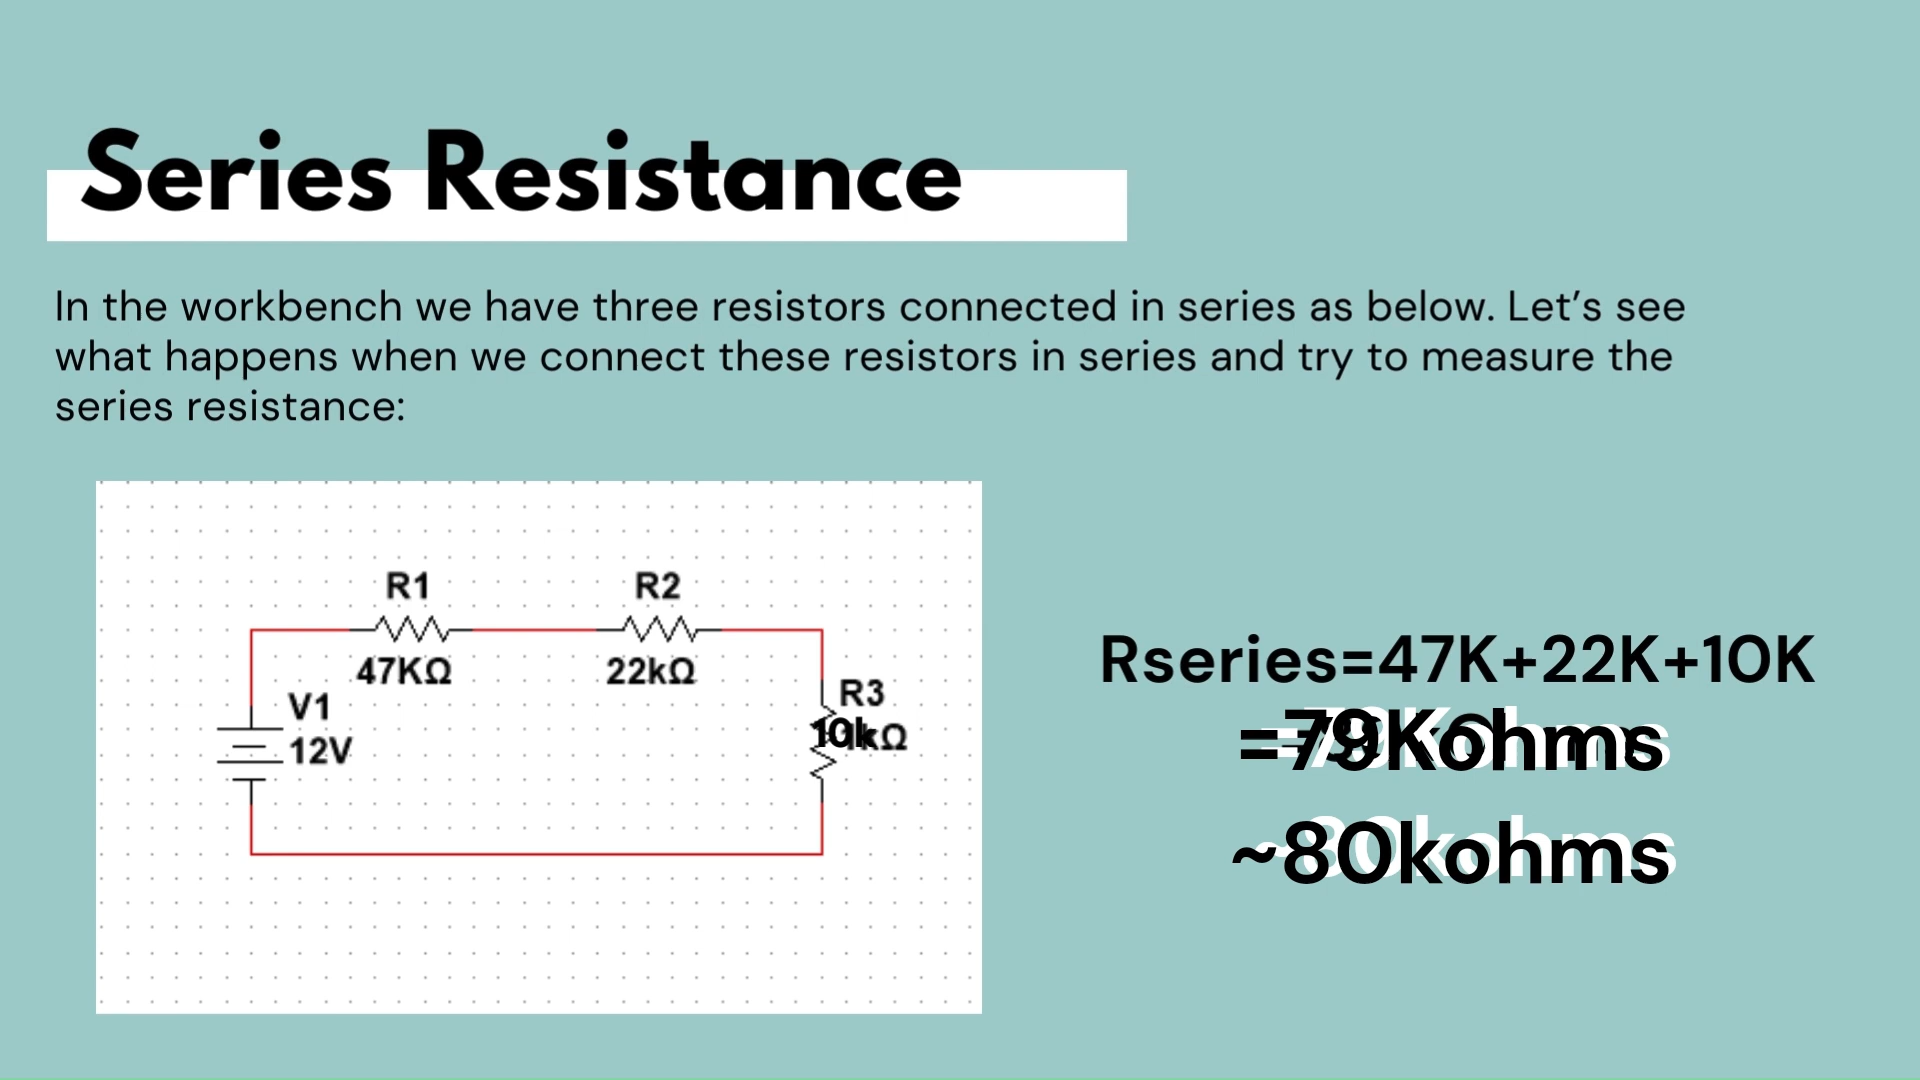 Series Resistance
In the workbench we have three resistors connected in series as below. Let’s see
what happens when we connect these resistors in series and try to measure the
series resistance:
R1
R2
47KΩ
22kΩ
R3
V1
10k
12V
Rseries=47K+22K+10K
=79Kohms
~80kohms